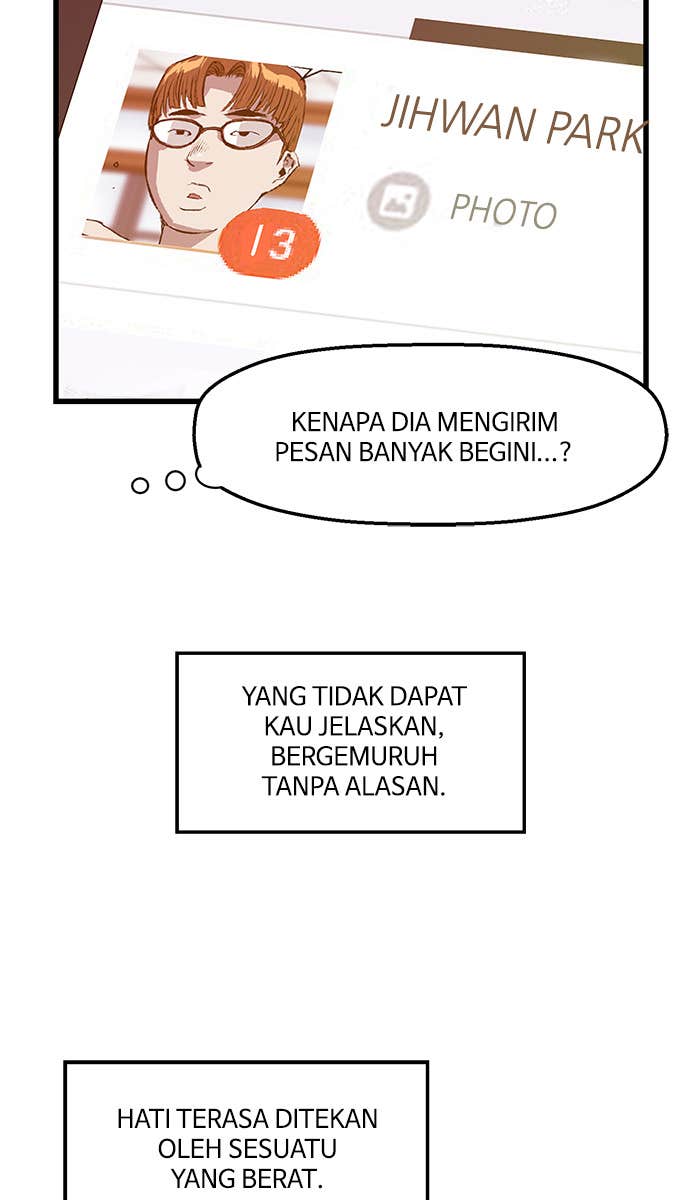 JIHWAN PARK
PHOTO
13
KENAPA DIA MENGIRIM
PESAN BANYAK BEGINI...?
YANG TIDAK DAPAT
KAU JELASKAN,
BERGEMURUH
TANPA ALASAN.
HATI TERASA DITEKAN
OLEH SESUATU
YANG BERAT.